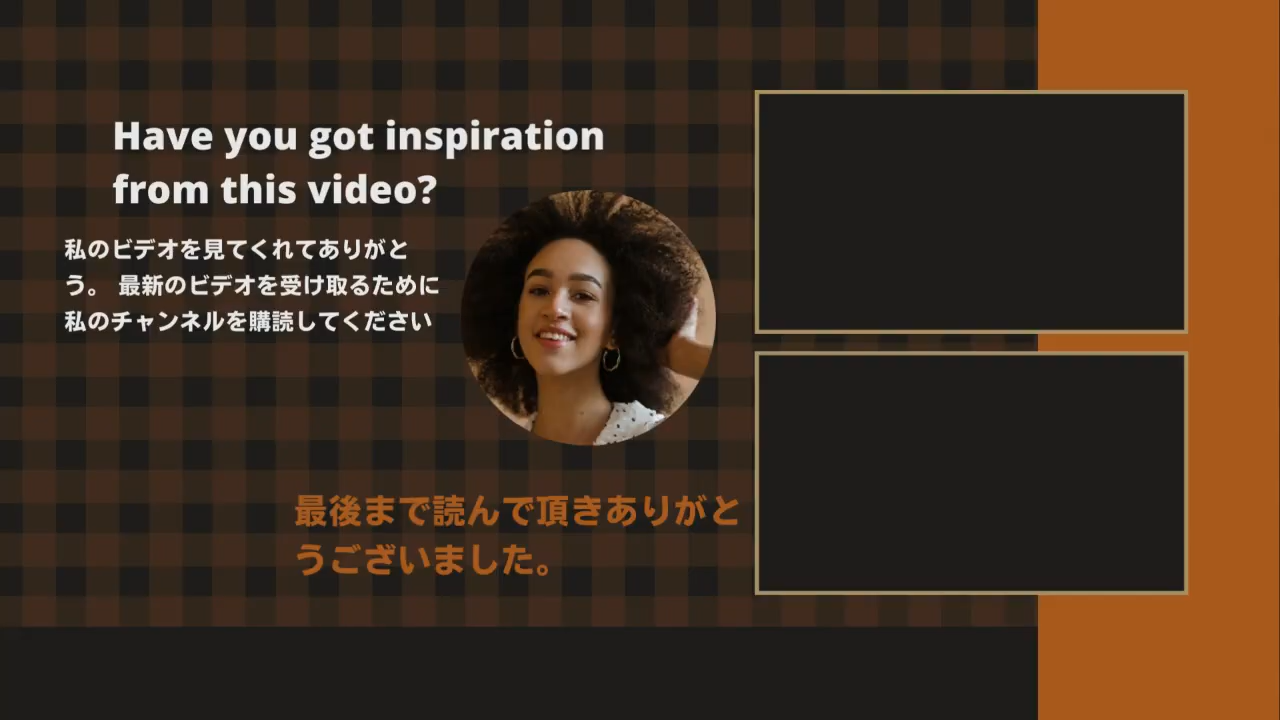 Have you got inspiration
from this video?
私のビデオを見てくれてありがと
う。 最新のビデオを受け取るために
私のチャンネルを購読してください
最後まで読んで頂きありがと
うございました。